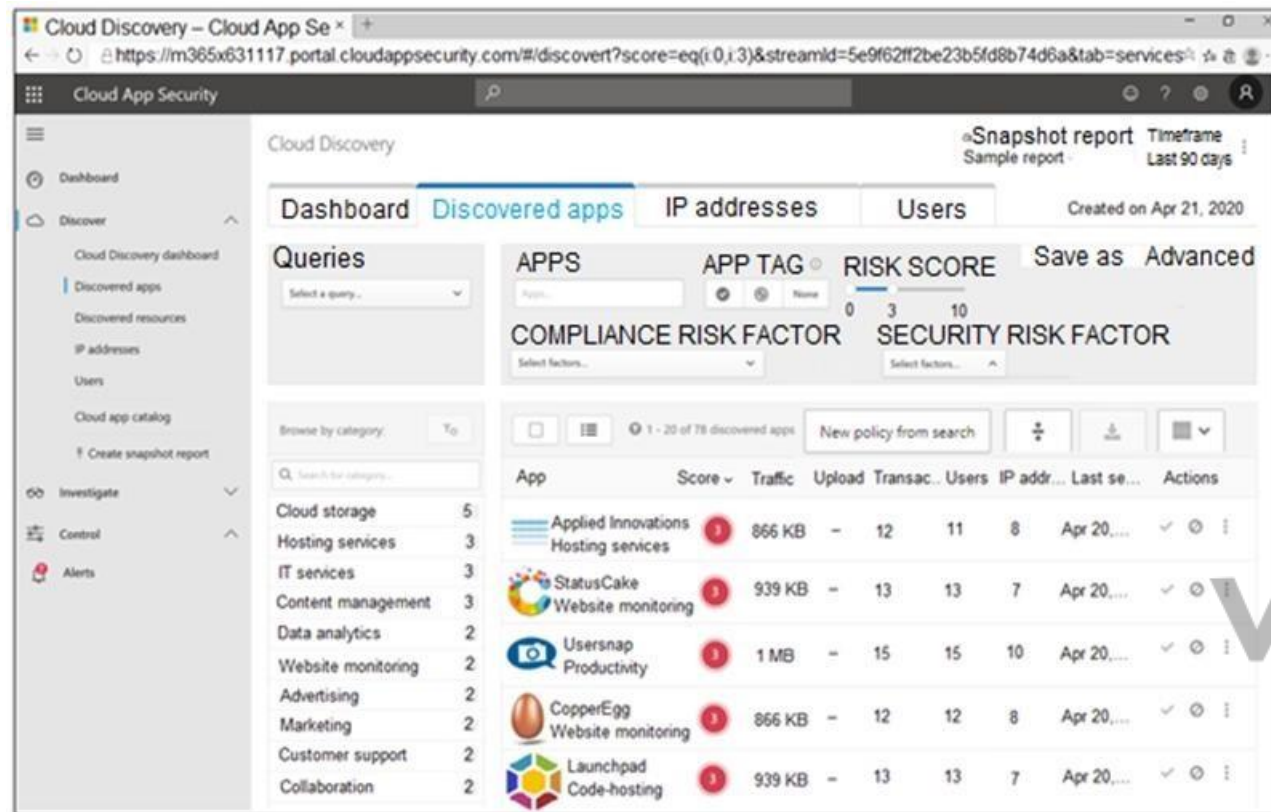 Cloud Discovery – Cloud App Se × +
https://m365x631117.portal.cloudappsecurity.com/#/discovert?score=eq(i:0,i:3)&streamId=5e9f62ff2be23b5fd8b74d6a&tab=services
Cloud App Security
?
A
Dashboard
Discover
Cloud Discovery dashboard
Discovered apps
Discovered resources
IP addresses
Users
Cloud app catalog
Create snapshot report
Investigate
Control
Alerts
Cloud Discovery
Snapshot report
Sample report
Timeframe
Last 90 days
Dashboard Discovered apps IP addresses Users
Created on Apr 21, 2020
Queries
Select a query...
APPS
Apps...
APP TAG
None
RISK SCORE
0 3 10
Save as Advanced
COMPLIANCE RISK FACTOR
Select factors...
SECURITY RISK FACTOR
Select factors...
Browse by category:
Search for category...
Cloud storage 5
Hosting services 3
IT services 3
Content management 3
Data analytics 2
Website monitoring 2
Advertising 2
Marketing 2
Customer support 2
Collaboration 2
1 - 20 of 78 discovered apps
New policy from search
App Score Traffic Upload Transac... Users IP addr... Last se... Actions
Applied Innovations
Hosting services
3 866 KB – 12 11 8 Apr 20,...
StatusCake
Website monitoring
3 939 KB – 13 13 7 Apr 20,...
Usersnap
Productivity
3 1 MB – 15 15 10 Apr 20,...
CopperEgg
Website monitoring
3 866 KB – 12 12 8 Apr 20,...
Launchpad
Code-hosting
3 939 KB – 13 13 7 Apr 20,...
V